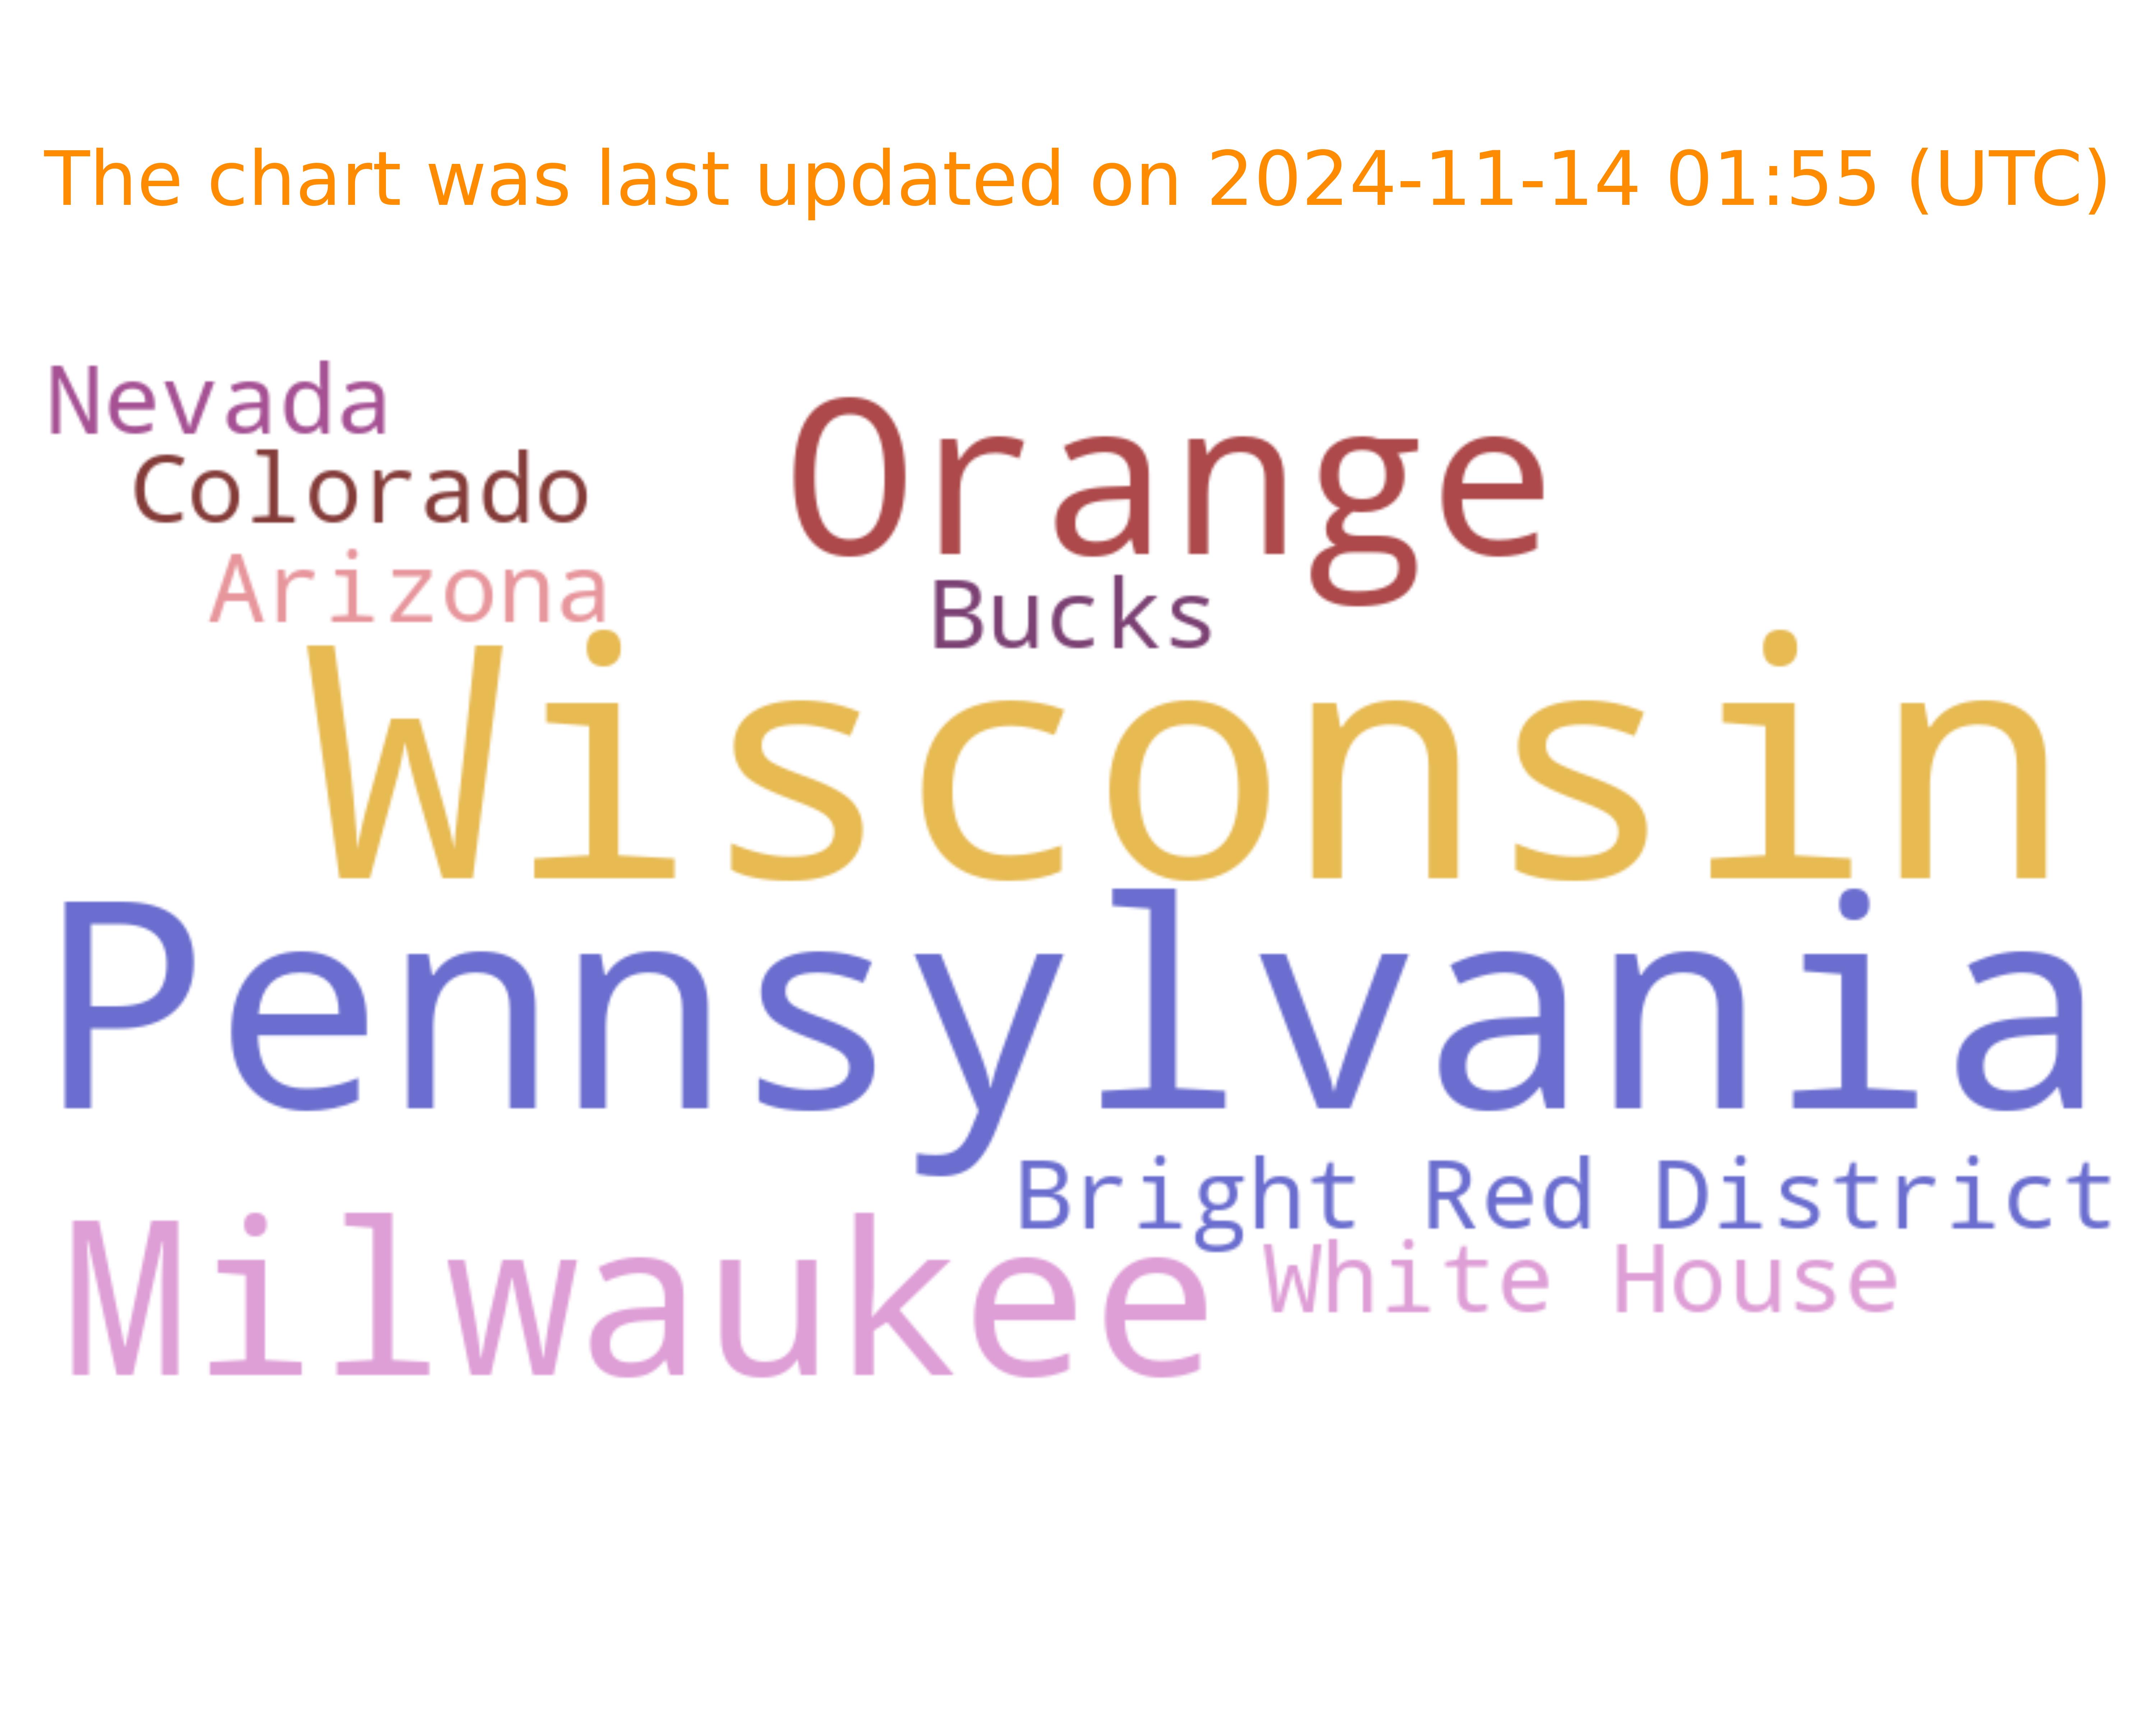 The chart was last updated on 2024-11-14 01:55 (UTC)
Nevada
Orange
Colorado
Arizona
Bucks
Wisconsin
Pennsylvania
Bright Red District
Milwaukee
White House